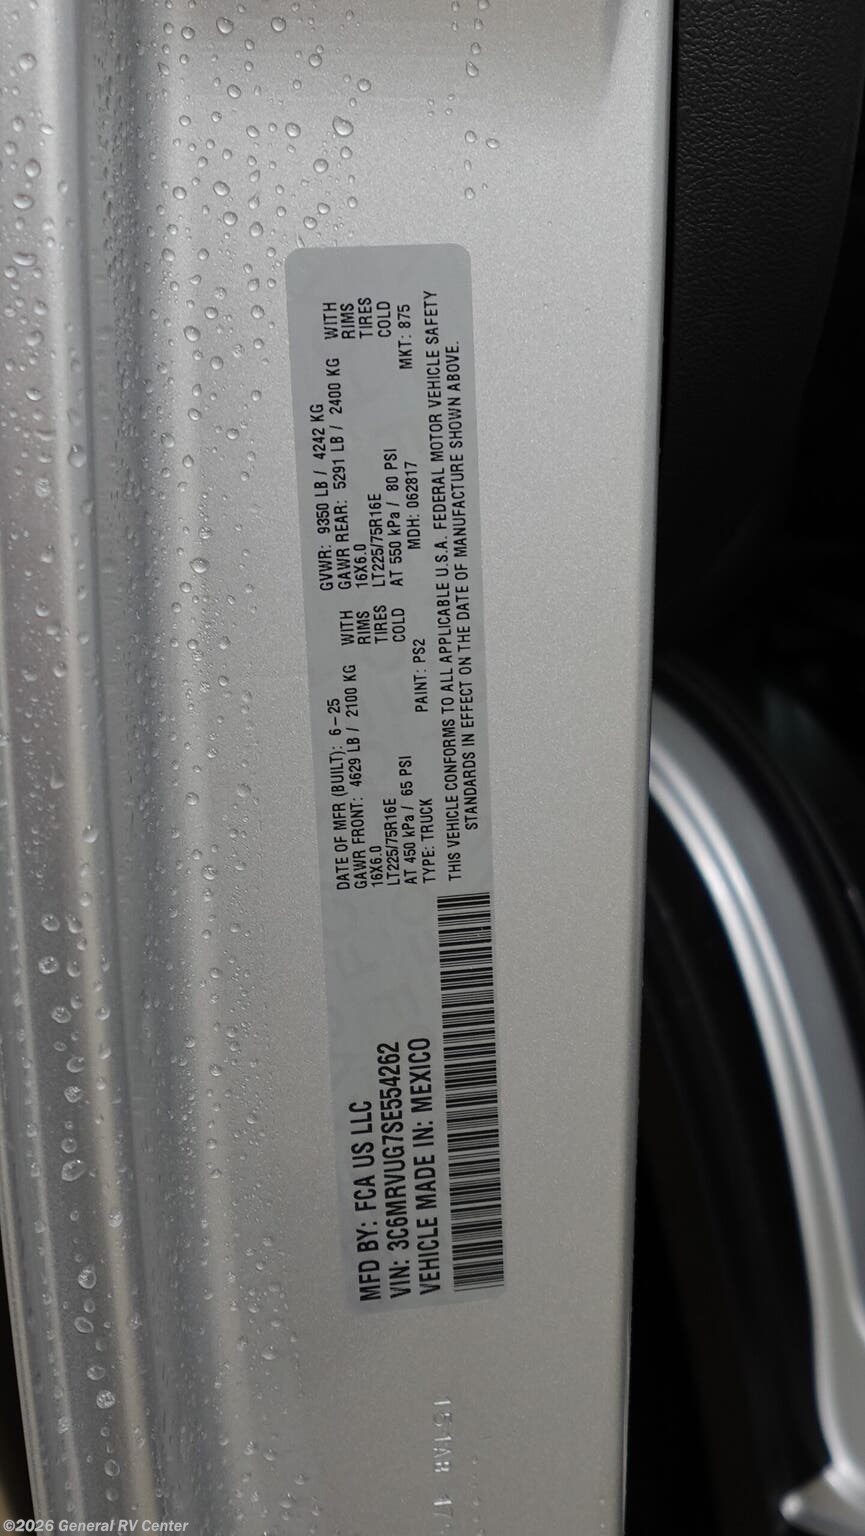 MFD BY: FCA US LLC
VIN: 3C6MRVUG7SE554262
VEHICLE MADE IN: MEXICO
DATE OF MFR (BUILT): 6-25
GVWR: 9350 LB / 4242 KG
GAWR FRONT: 4629 LB / 2100 KG WITH
GAWR REAR: 5291 LB / 2400 KG WITH
16X6.0 RIMS
16X6.0 RIMS
LT225/75R16E TIRES
LT225/75R16E TIRES
AT 450 kPa / 65 PSI COLD
AT 550 kPa / 80 PSI COLD
TYPE: TRUCK PAINT: PS2 MDH: 062817 MKT: 875
THIS VEHICLE CONFORMS TO ALL APPLICABLE U.S.A. FEDERAL MOTOR VEHICLE SAFETY
STANDARDS IN EFFECT ON THE DATE OF MANUFACTURE SHOWN ABOVE.
©2026 General RV Center